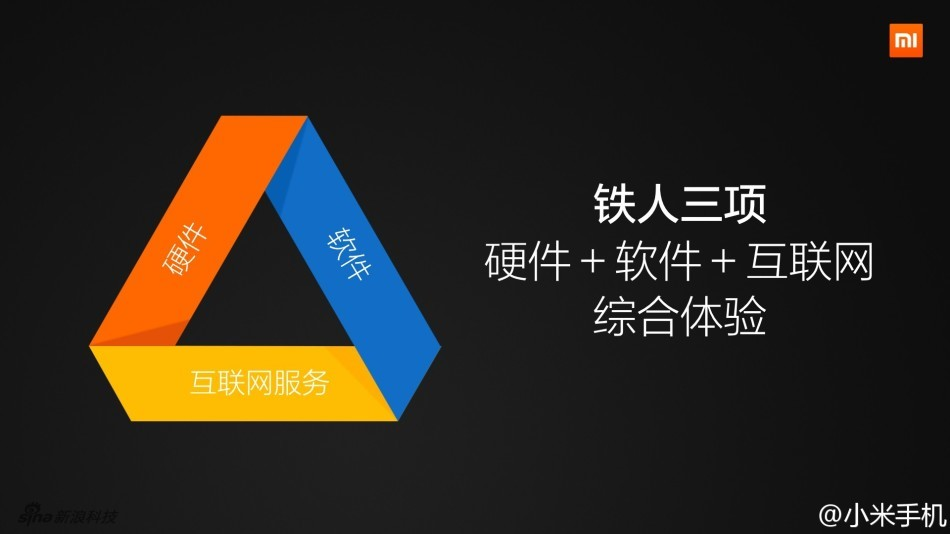 mi
铁人三项
硬件＋软件＋互联网
综合体验
硬件
软件
互联网服务
sina新浪科技
@小米手机